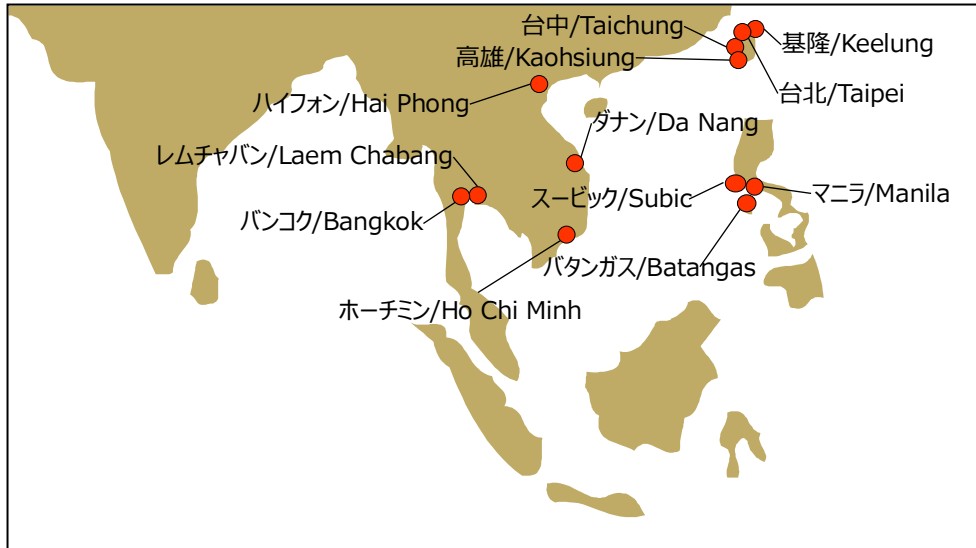 台中/Taichung
基隆/Keelung
高雄/Kaohsiung
台北/Taipei
ハイフォン/Hai Phong
ダナン/Da Nang
レムチャバン/Laem Chabang
スービック/Subic
マニラ/Manila
バンコク/Bangkok
バタンガス/Batangas
ホーチミン/Ho Chi Minh